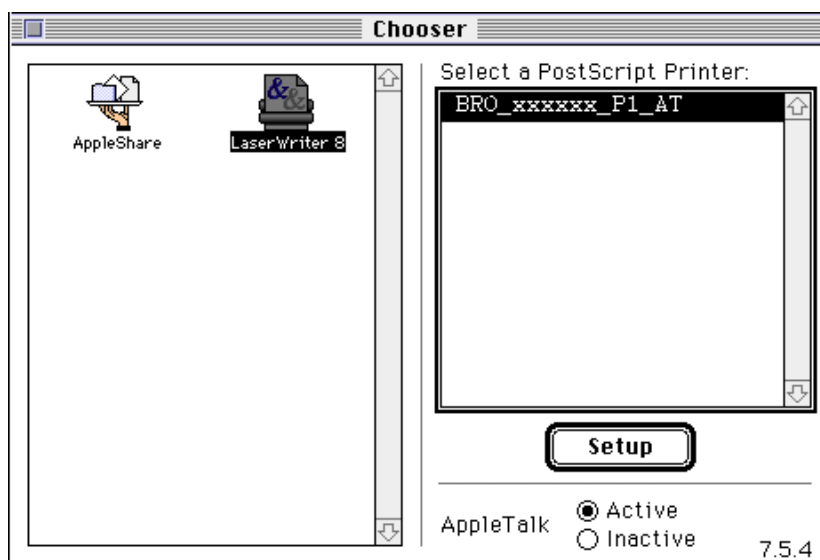 Chooser
AppleShare
LaserWriter 8
Select a PostScript Printer:
BRO_xxxxxx_P1_AT
Setup
AppleTalk
Active
Inactive
7.5.4